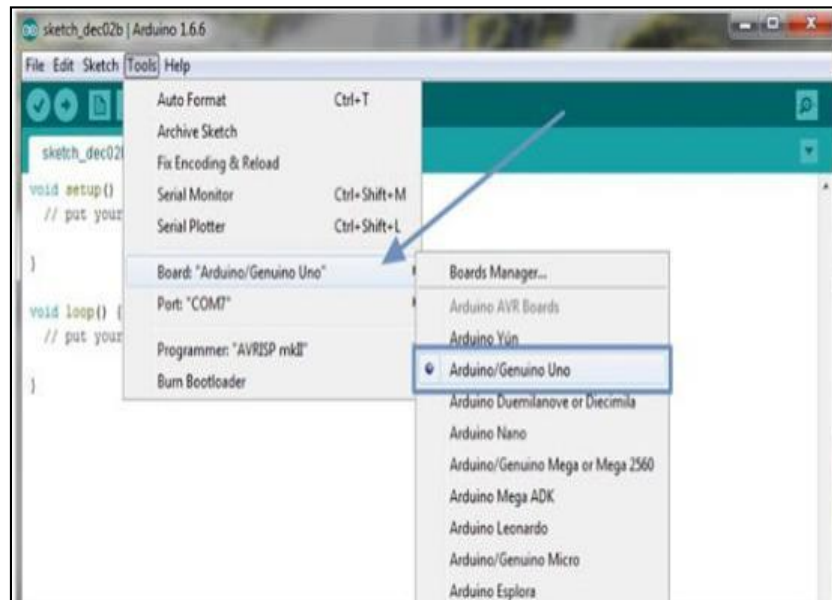 sketch_dec02b | Arduino 1.6.6
File Edit Sketch Tools Help
sketch_dec02
void setup()
// put your
}
void loop() {
// put your
}
Auto Format Ctrl+T
Archive Sketch
Fix Encoding & Reload
Serial Monitor Ctrl+Shift+M
Serial Plotter Ctrl+Shift+L
Board: "Arduino/Genuino Uno"
Port: "COM7"
Programmer: "AVRISP mkII"
Burn Bootloader
Boards Manager...
Arduino AVR Boards
Arduino Yún
Arduino/Genuino Uno
Arduino Duemilanove or Diecimila
Arduino Nano
Arduino/Genuino Mega or Mega 2560
Arduino Mega ADK
Arduino Leonardo
Arduino/Genuino Micro
Arduino Esplora